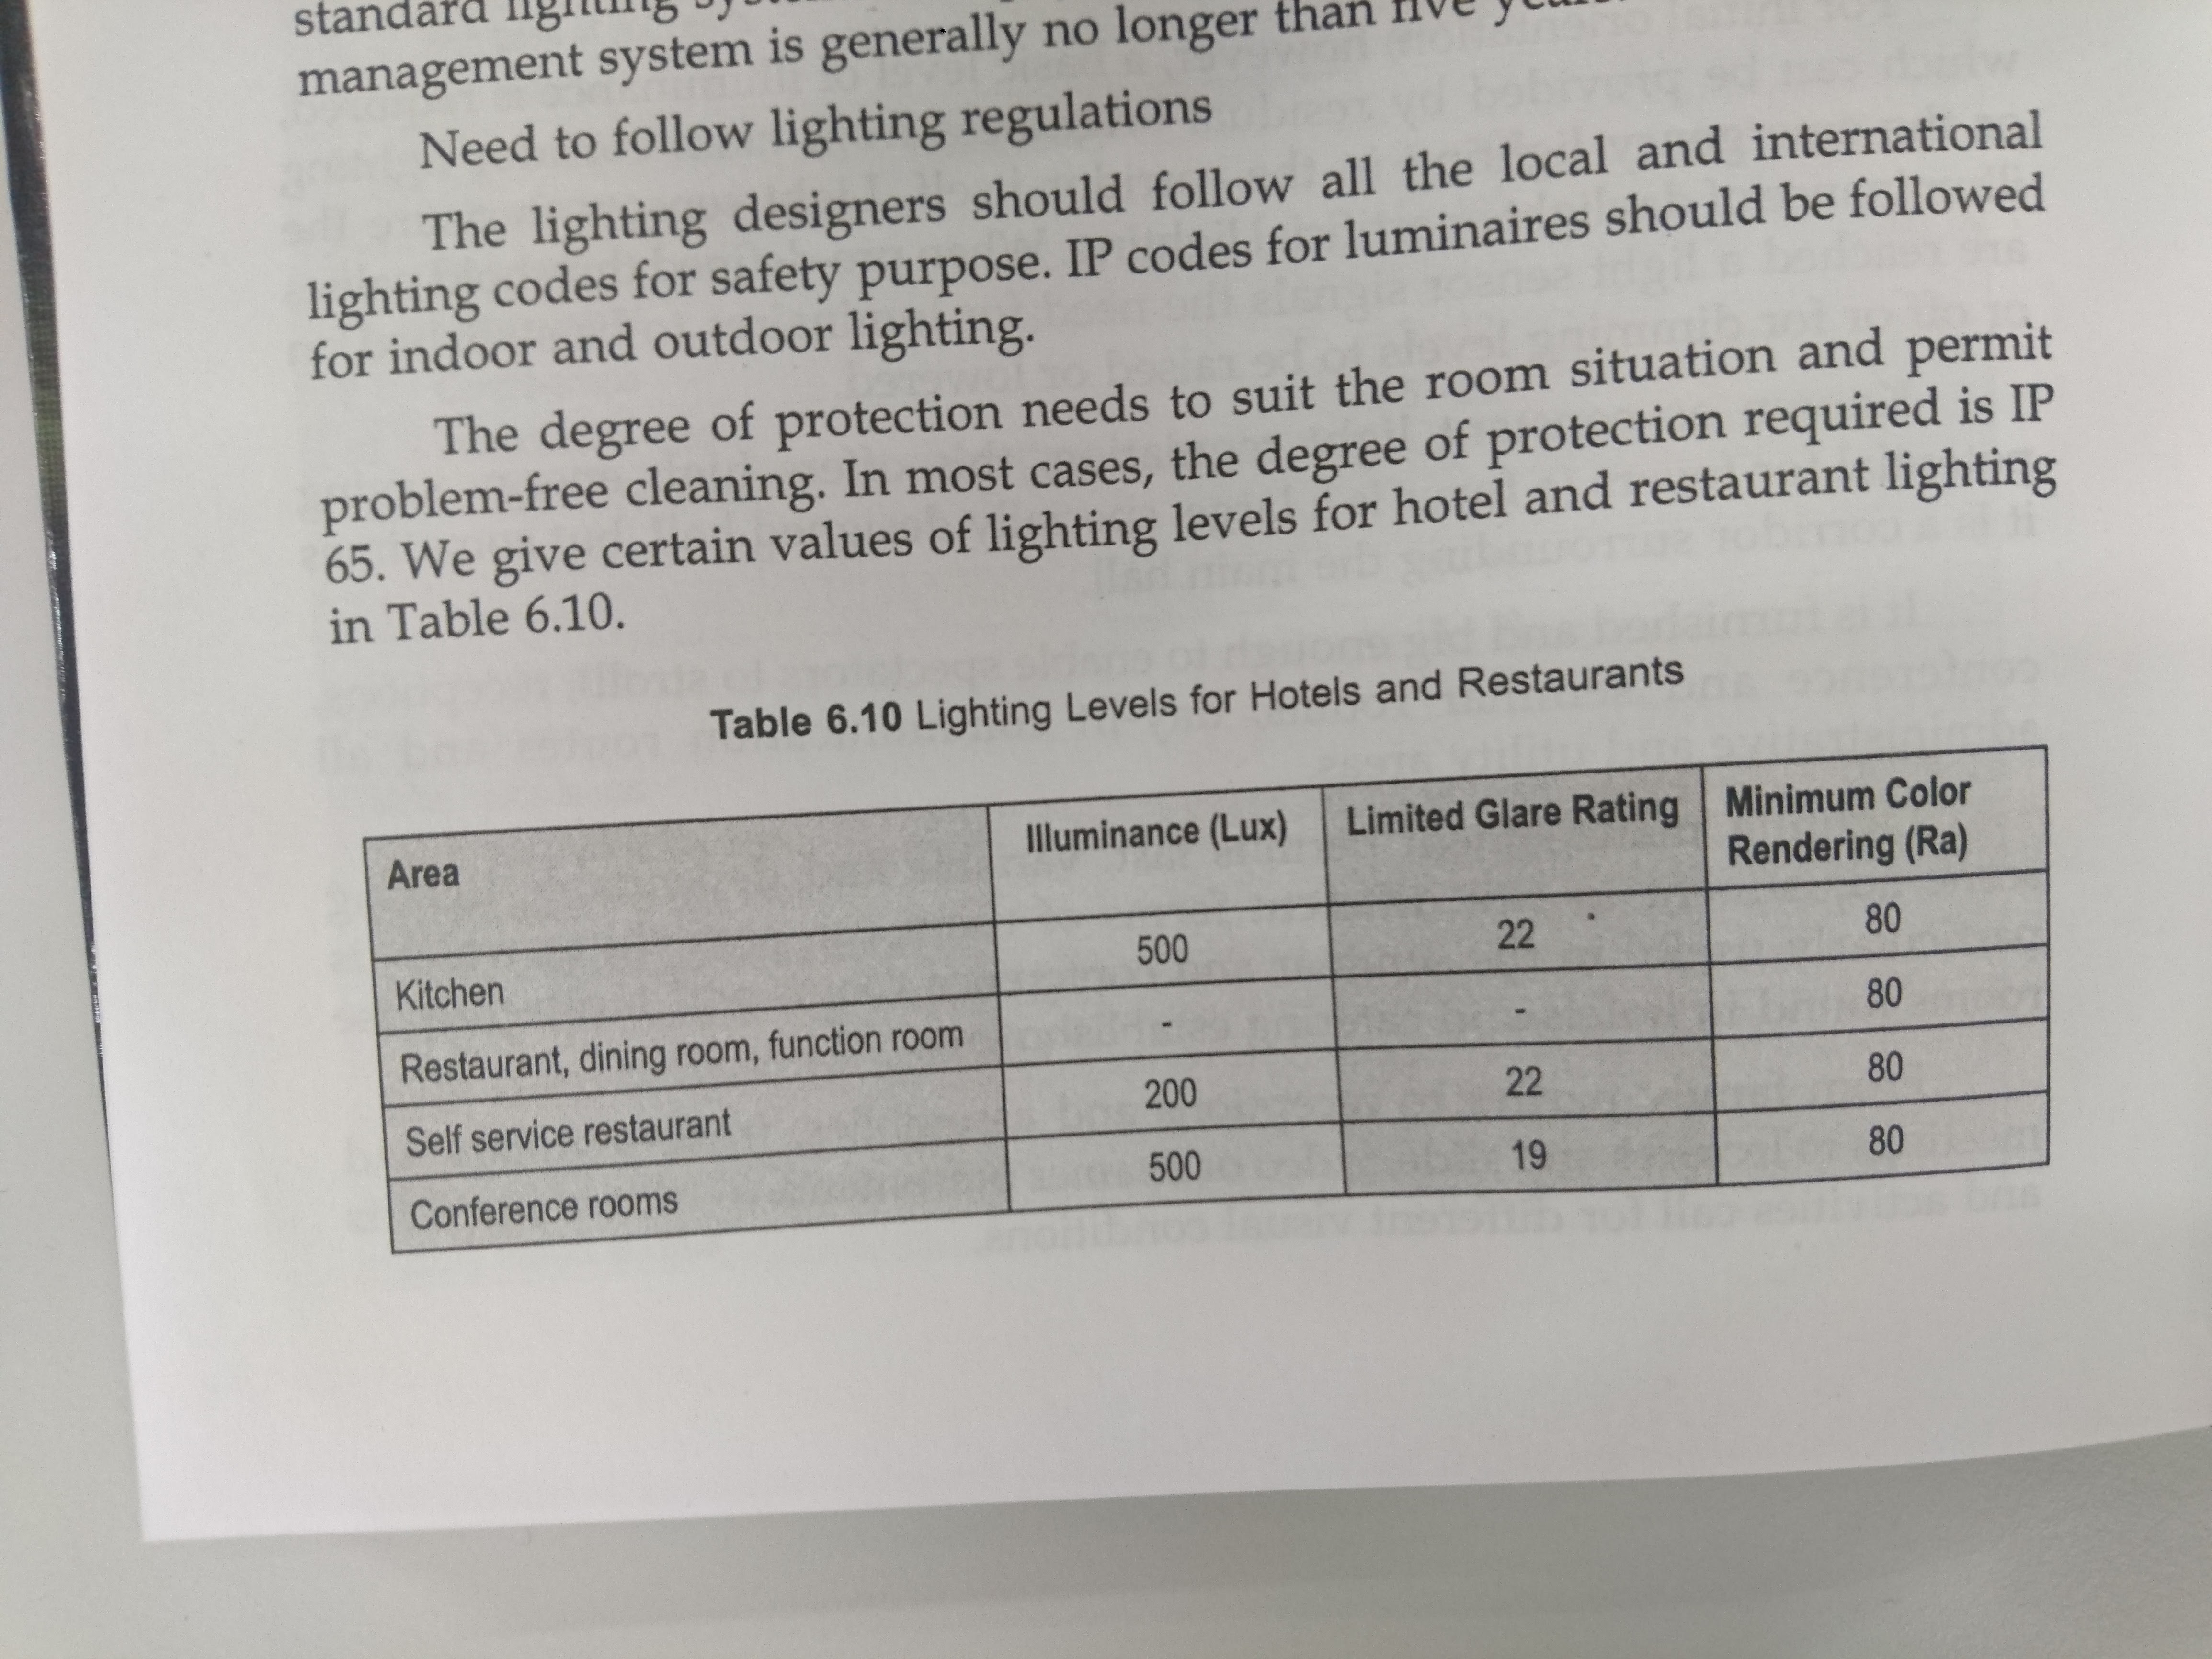 standard lighting
management system is generally no longer than five years.
Need to follow lighting regulations
The lighting designers should follow all the local and international
lighting codes for safety purpose. IP codes for luminaires should be followed
for indoor and outdoor lighting.
The degree of protection needs to suit the room situation and permit
problem-free cleaning. In most cases, the degree of protection required is IP
65. We give certain values of lighting levels for hotel and restaurant lighting
in Table 6.10.
Table 6.10 Lighting Levels for Hotels and Restaurants
Area Illuminance (Lux) Limited Glare Rating Minimum Color
Rendering (Ra)
Kitchen 500 22 80
Restaurant, dining room, function room - - 80
Self service restaurant 200 22 80
Conference rooms 500 19 80